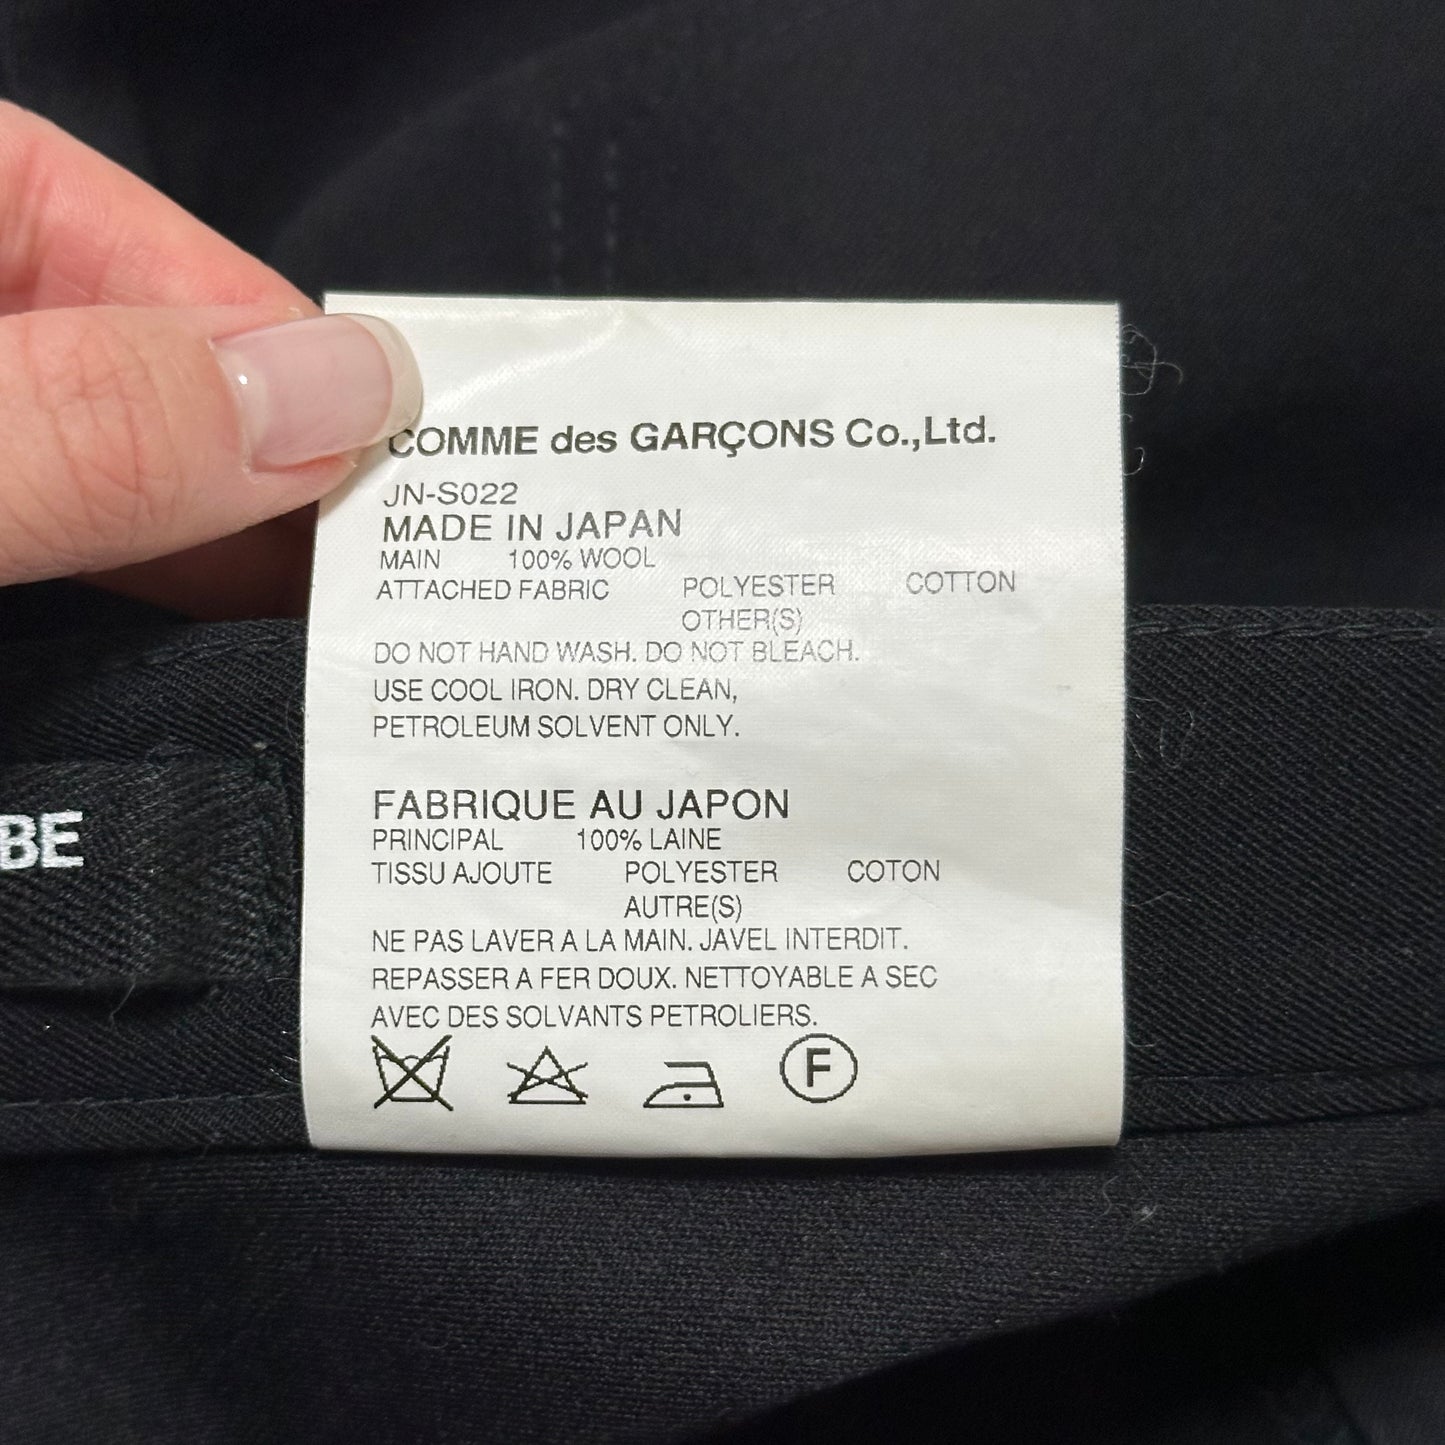 COMME des GARÇONS Co.,Ltd.
JN-S022
MADE IN JAPAN
MAIN 100% WOOL
ATTACHED FABRIC POLYESTER COTTON
OTHER(S)
DO NOT HAND WASH. DO NOT BLEACH.
USE COOL IRON. DRY CLEAN,
PETROLEUM SOLVENT ONLY.
FABRIQUE AU JAPON
PRINCIPAL 100% LAINE
TISSU AJOUTE POLYESTER COTON
AUTRE(S)
NE PAS LAVER A LA MAIN. JAVEL INTERDIT.
REPASSER A FER DOUX. NETTOYABLE A SEC
AVEC DES SOLVANTS PETROLIERS.
F
BE